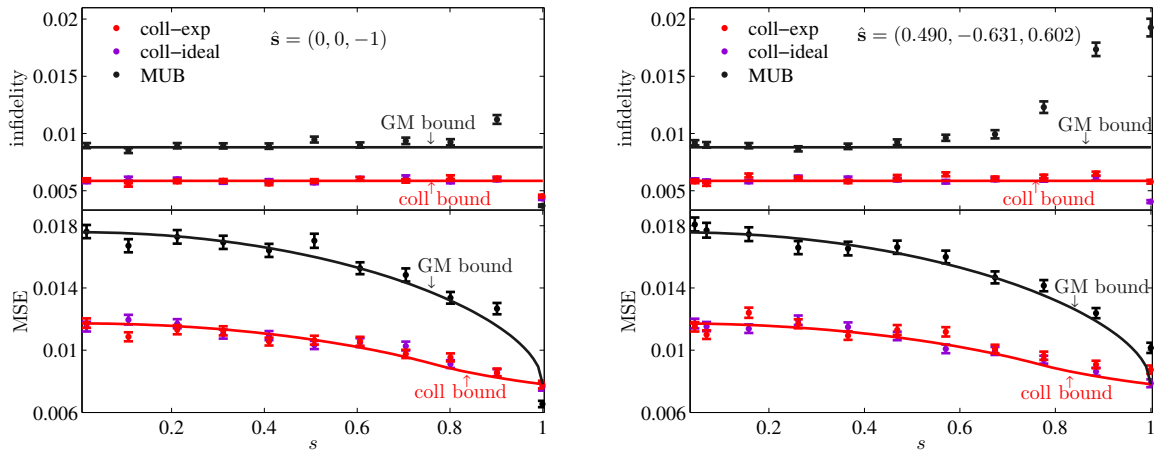 0.02
coll−exp
coll−ideal
MUB
ŝ = (0, 0, −1)
0.015
infidelity
0.01
GM bound
↓
0.005
↑
coll bound
0.018
GM bound
↓
0.014
MSE
0.01
↑
coll bound
0.006
0.2
0.4
0.6
0.8
1
s
0.02
coll−exp
coll−ideal
MUB
ŝ = (0.490, −0.631, 0.602)
0.015
infidelity
0.01
GM bound
↓
0.005
↑
coll bound
0.018
GM bound
↓
0.014
MSE
0.01
↑
coll bound
0.006
0.2
0.4
0.6
0.8
1
s